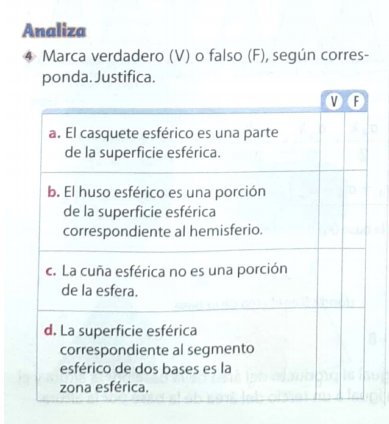 Analiza
4 Marca verdadero (V) o falso (F), según corres-
ponda. Justifica.
V F
a. El casquete esférico es una parte
de la superficie esférica.
b. El huso esférico es una porción
de la superficie esférica
correspondiente al hemisferio.
c. La cuña esférica no es una porción
de la esfera.
d. La superficie esférica
correspondiente al segmento
esférico de dos bases es la
zona esférica.